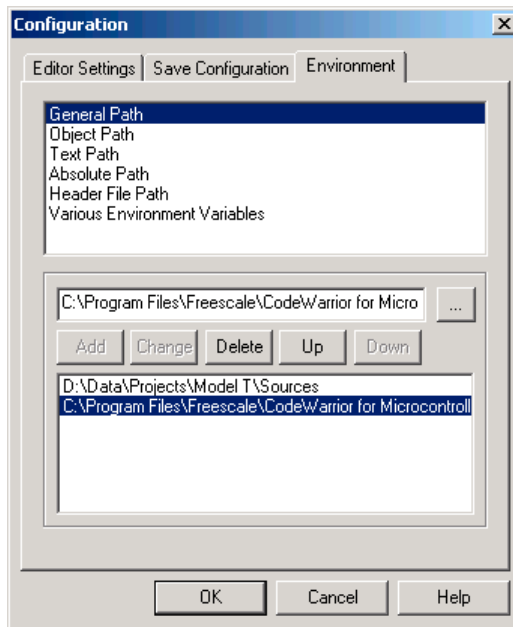 Configuration
Editor Settings Save Configuration Environment
General Path
Object Path
Text Path
Absolute Path
Header File Path
Various Environment Variables
C:\Program Files\Freescale\CodeWarrior for Micro ...
Add Change Delete Up Down
D:\Data\Projects\Model T\Sources
C:\Program Files\Freescale\CodeWarrior for Microcontroll
OK Cancel Help